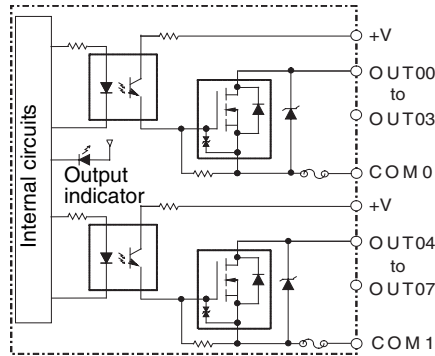 Internal circuits
Output
indicator
+V
OUT00
to
OUT03
COM0
+V
OUT04
to
OUT07
COM1